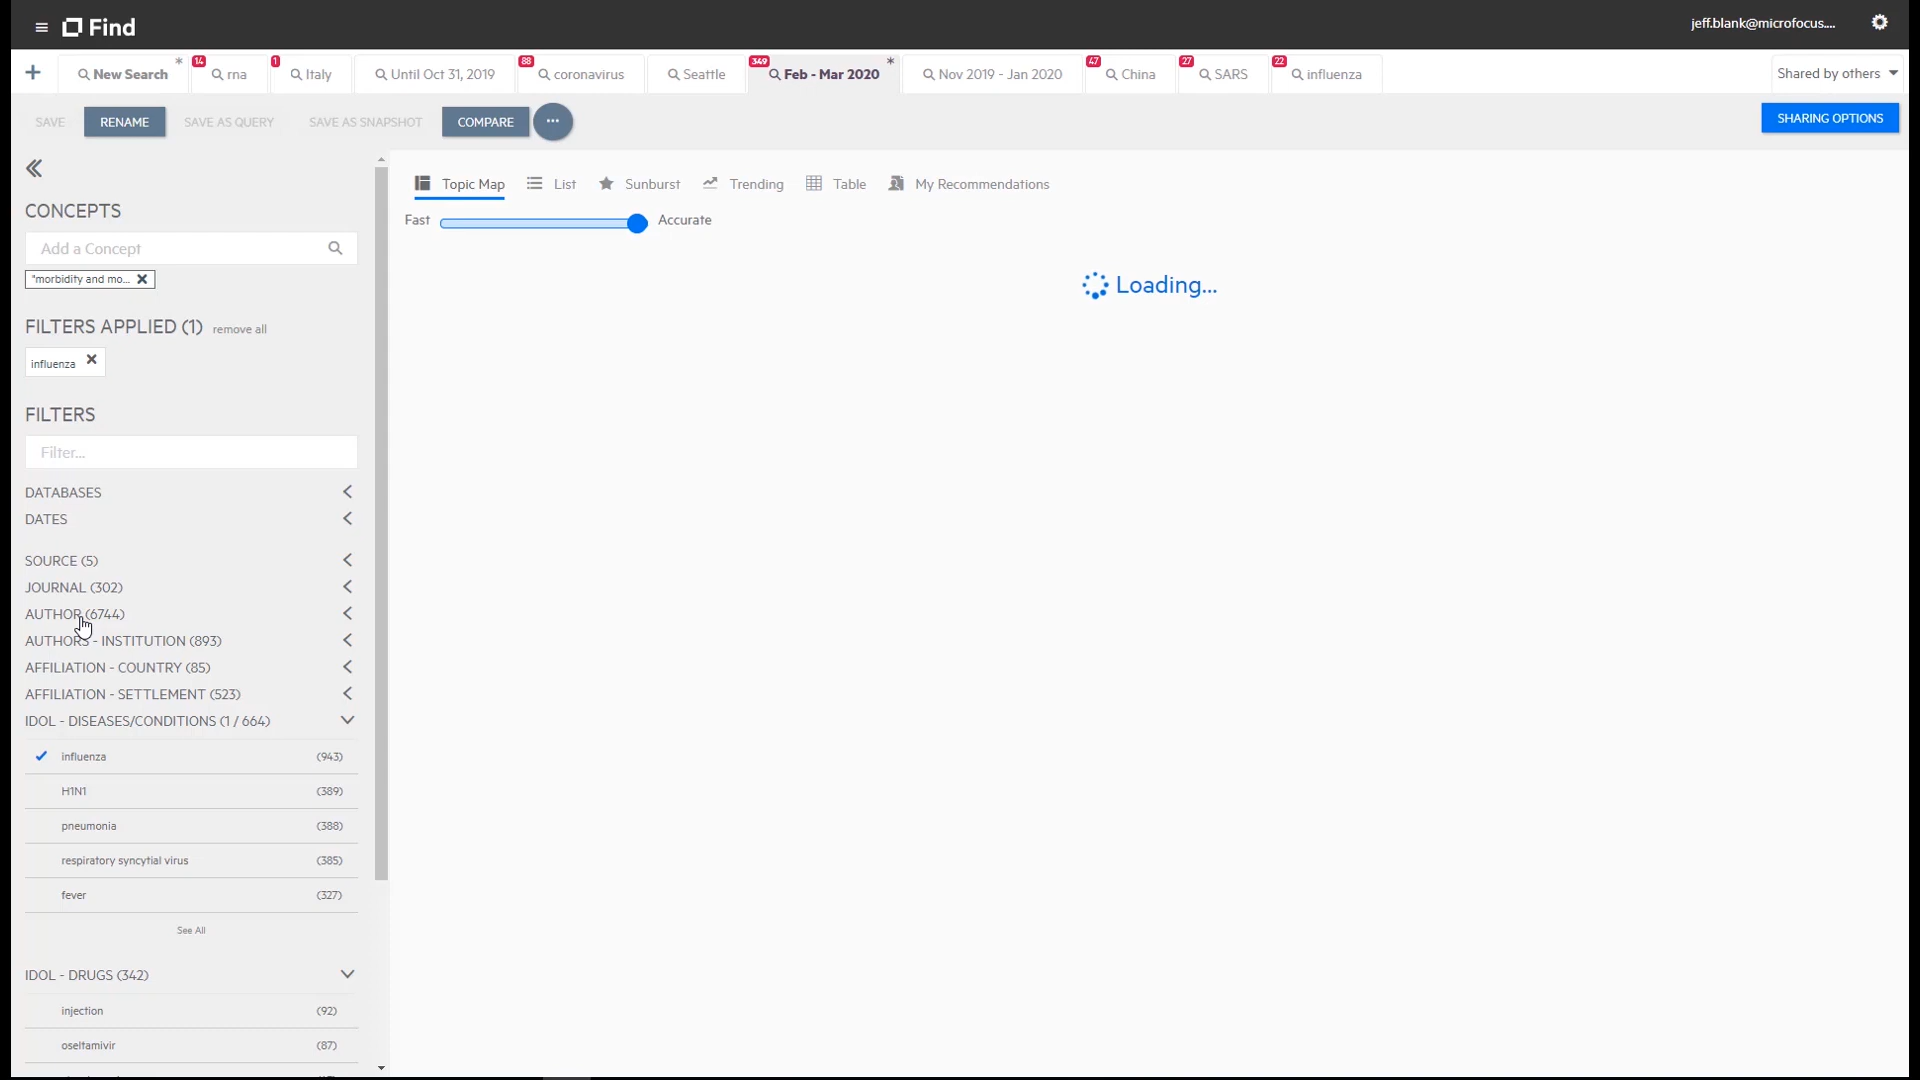 Find
jeff.blank@microfocus....
New Search *
14 rna
1 Italy
Until Oct 31, 2019
88 coronavirus
Seattle
349 Feb - Mar 2020 *
Nov 2019 - Jan 2020
47 China
27 SARS
22 influenza
Shared by others
SAVE
RENAME
SAVE AS QUERY
SAVE AS SNAPSHOT
COMPARE
...
SHARING OPTIONS
CONCEPTS
Add a Concept
"morbidity and mo...
FILTERS APPLIED (1) remove all
influenza
FILTERS
Filter...
DATABASES
DATES
SOURCE (5)
JOURNAL (302)
AUTHOR (6744)
AUTHORS - INSTITUTION (893)
AFFILIATION - COUNTRY (85)
AFFILIATION - SETTLEMENT (523)
IDOL - DISEASES/CONDITIONS (1 / 664)
influenza (943)
H1N1 (389)
pneumonia (388)
respiratory syncytial virus (385)
fever (327)
See All
IDOL - DRUGS (342)
injection (92)
oseltamivir (87)
Topic Map
List
Sunburst
Trending
Table
My Recommendations
Fast
Accurate
Loading...